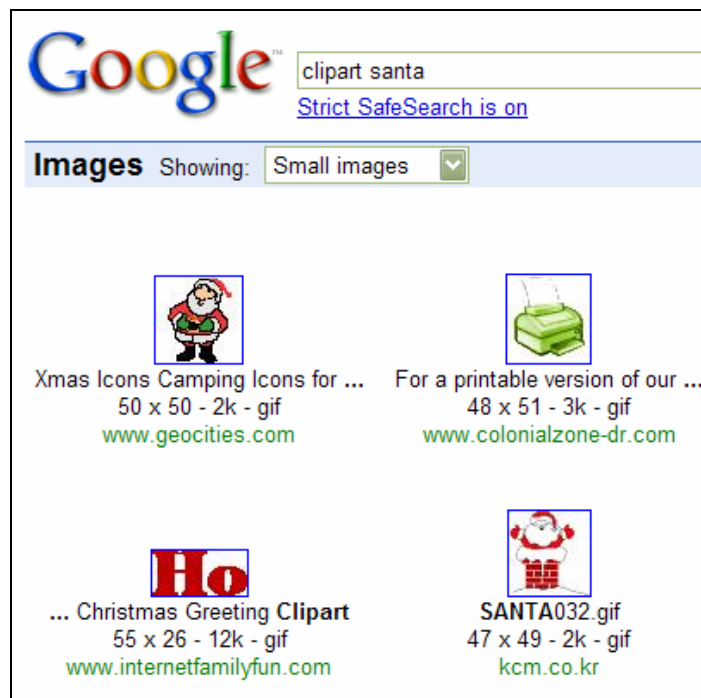 Google™
clipart santa
Strict SafeSearch is on
Images Showing: Small images
Xmas Icons Camping Icons for ...
50 x 50 - 2k - gif
www.geocities.com
For a printable version of our ...
48 x 51 - 3k - gif
www.colonialzone-dr.com
Ho
... Christmas Greeting Clipart
55 x 26 - 12k - gif
www.internetfamilyfun.com
SANTA032.gif
47 x 49 - 2k - gif
kcm.co.kr